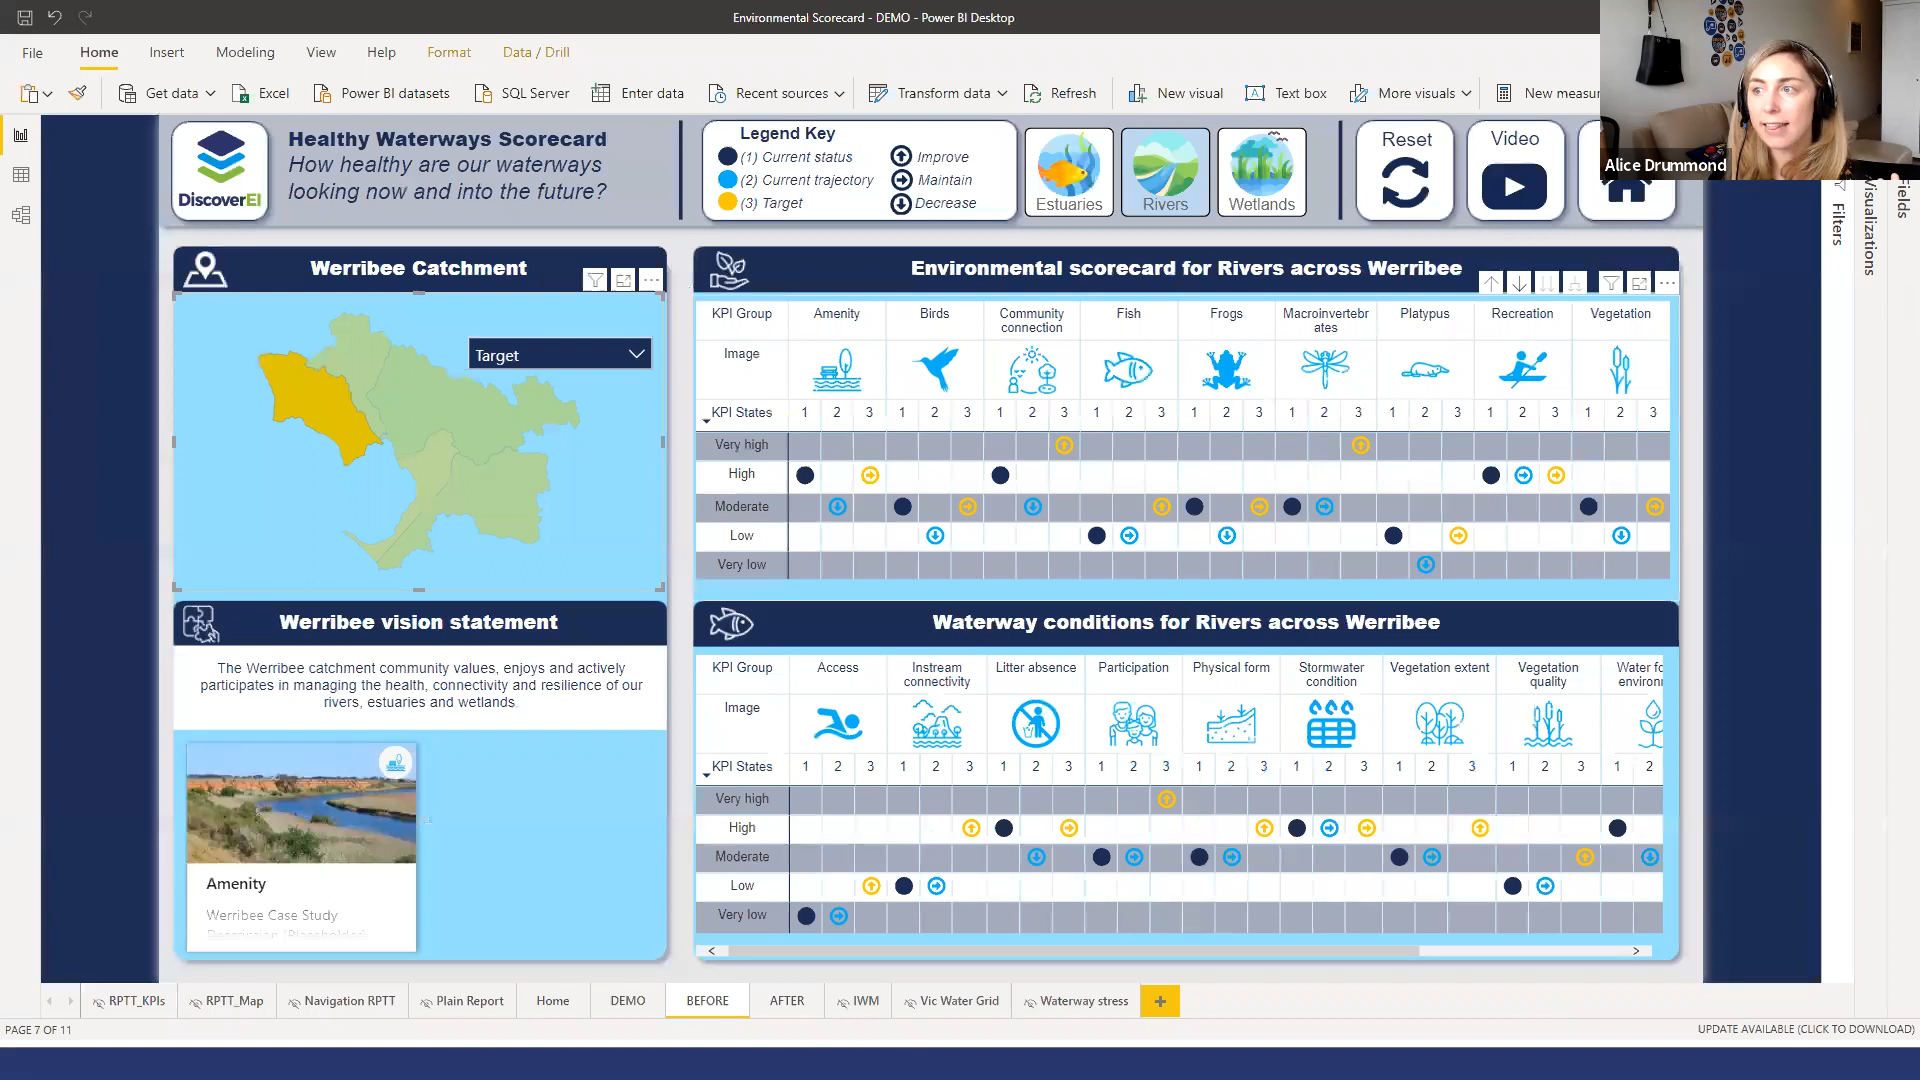 Environmental Scorecard - DEMO - Power BI Desktop
File Home Insert Modeling View Help Format Data / Drill
Get data Excel Power BI datasets SQL Server Enter data Recent sources Transform data Refresh New visual Text box More visuals New measu
Alice Drummond
DiscoverEI
Healthy Waterways Scorecard
How healthy are our waterways
looking now and into the future?
Legend Key
(1) Current status Improve
(2) Current trajectory Maintain
(3) Target Decrease
Estuaries Rivers Wetlands
Reset Video
Filters
Visualizations
Fields
Werribee Catchment
Target
Environmental scorecard for Rivers across Werribee
KPI Group Amenity Birds Community connection Fish Frogs Macroinvertebr ates Platypus Recreation Vegetation
Image
KPI States 1 2 3 1 2 3 1 2 3 1 2 3 1 2 3 1 2 3 1 2 3 1 2 3 1 2 3
Very high
High
Moderate
Low
Very low
Werribee vision statement
The Werribee catchment community values, enjoys and actively
participates in managing the health, connectivity and resilience of our
rivers, estuaries and wetlands.
Amenity
Werribee Case Study
Waterway conditions for Rivers across Werribee
KPI Group Access Instream connectivity Litter absence Participation Physical form Stormwater condition Vegetation extent Vegetation quality Water fo environ
Image
KPI States 1 2 3 1 2 3 1 2 3 1 2 3 1 2 3 1 2 3 1 2 3 1 2 3 1 2
Very high
High
Moderate
Low
Very low
RPTT_KPIs RPTT_Map Navigation RPTT Plain Report Home DEMO BEFORE AFTER IWM Vic Water Grid Waterway stress
PAGE 7 OF 11
UPDATE AVAILABLE (CLICK TO DOWNLOAD)